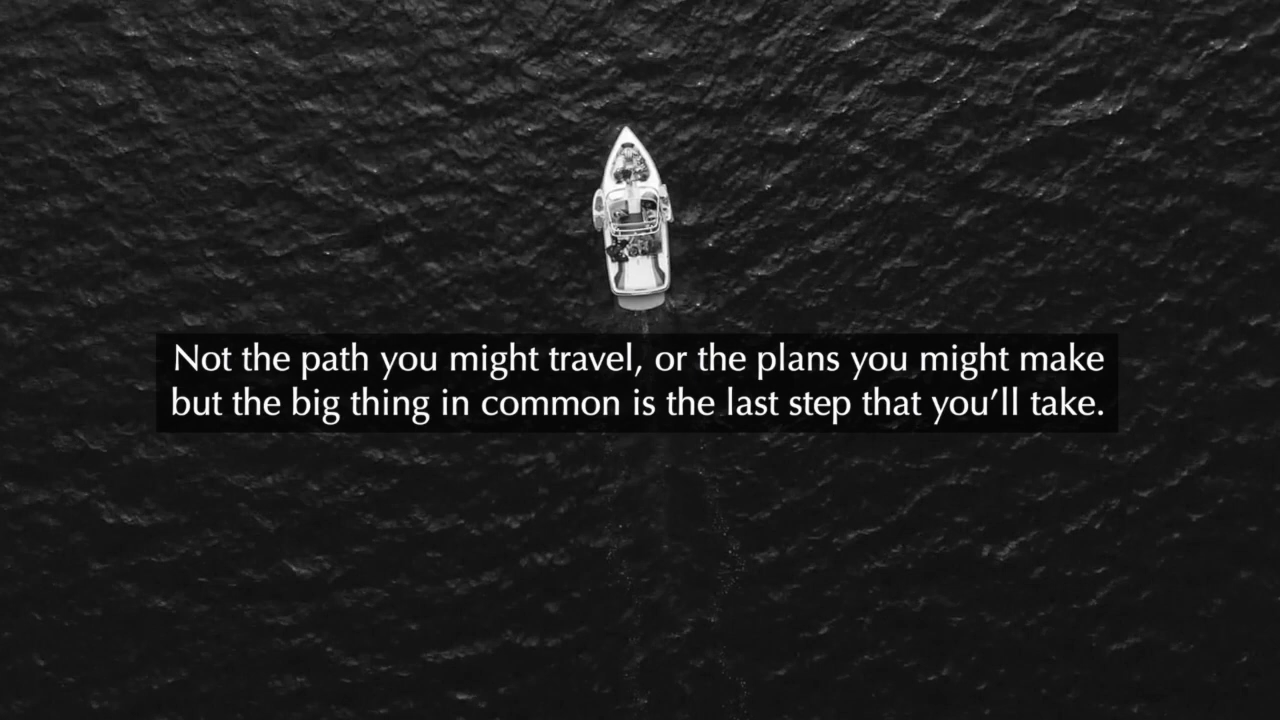 Not the path you might travel, or the plans you might make
but the big thing in common is the last step that you’ll take.